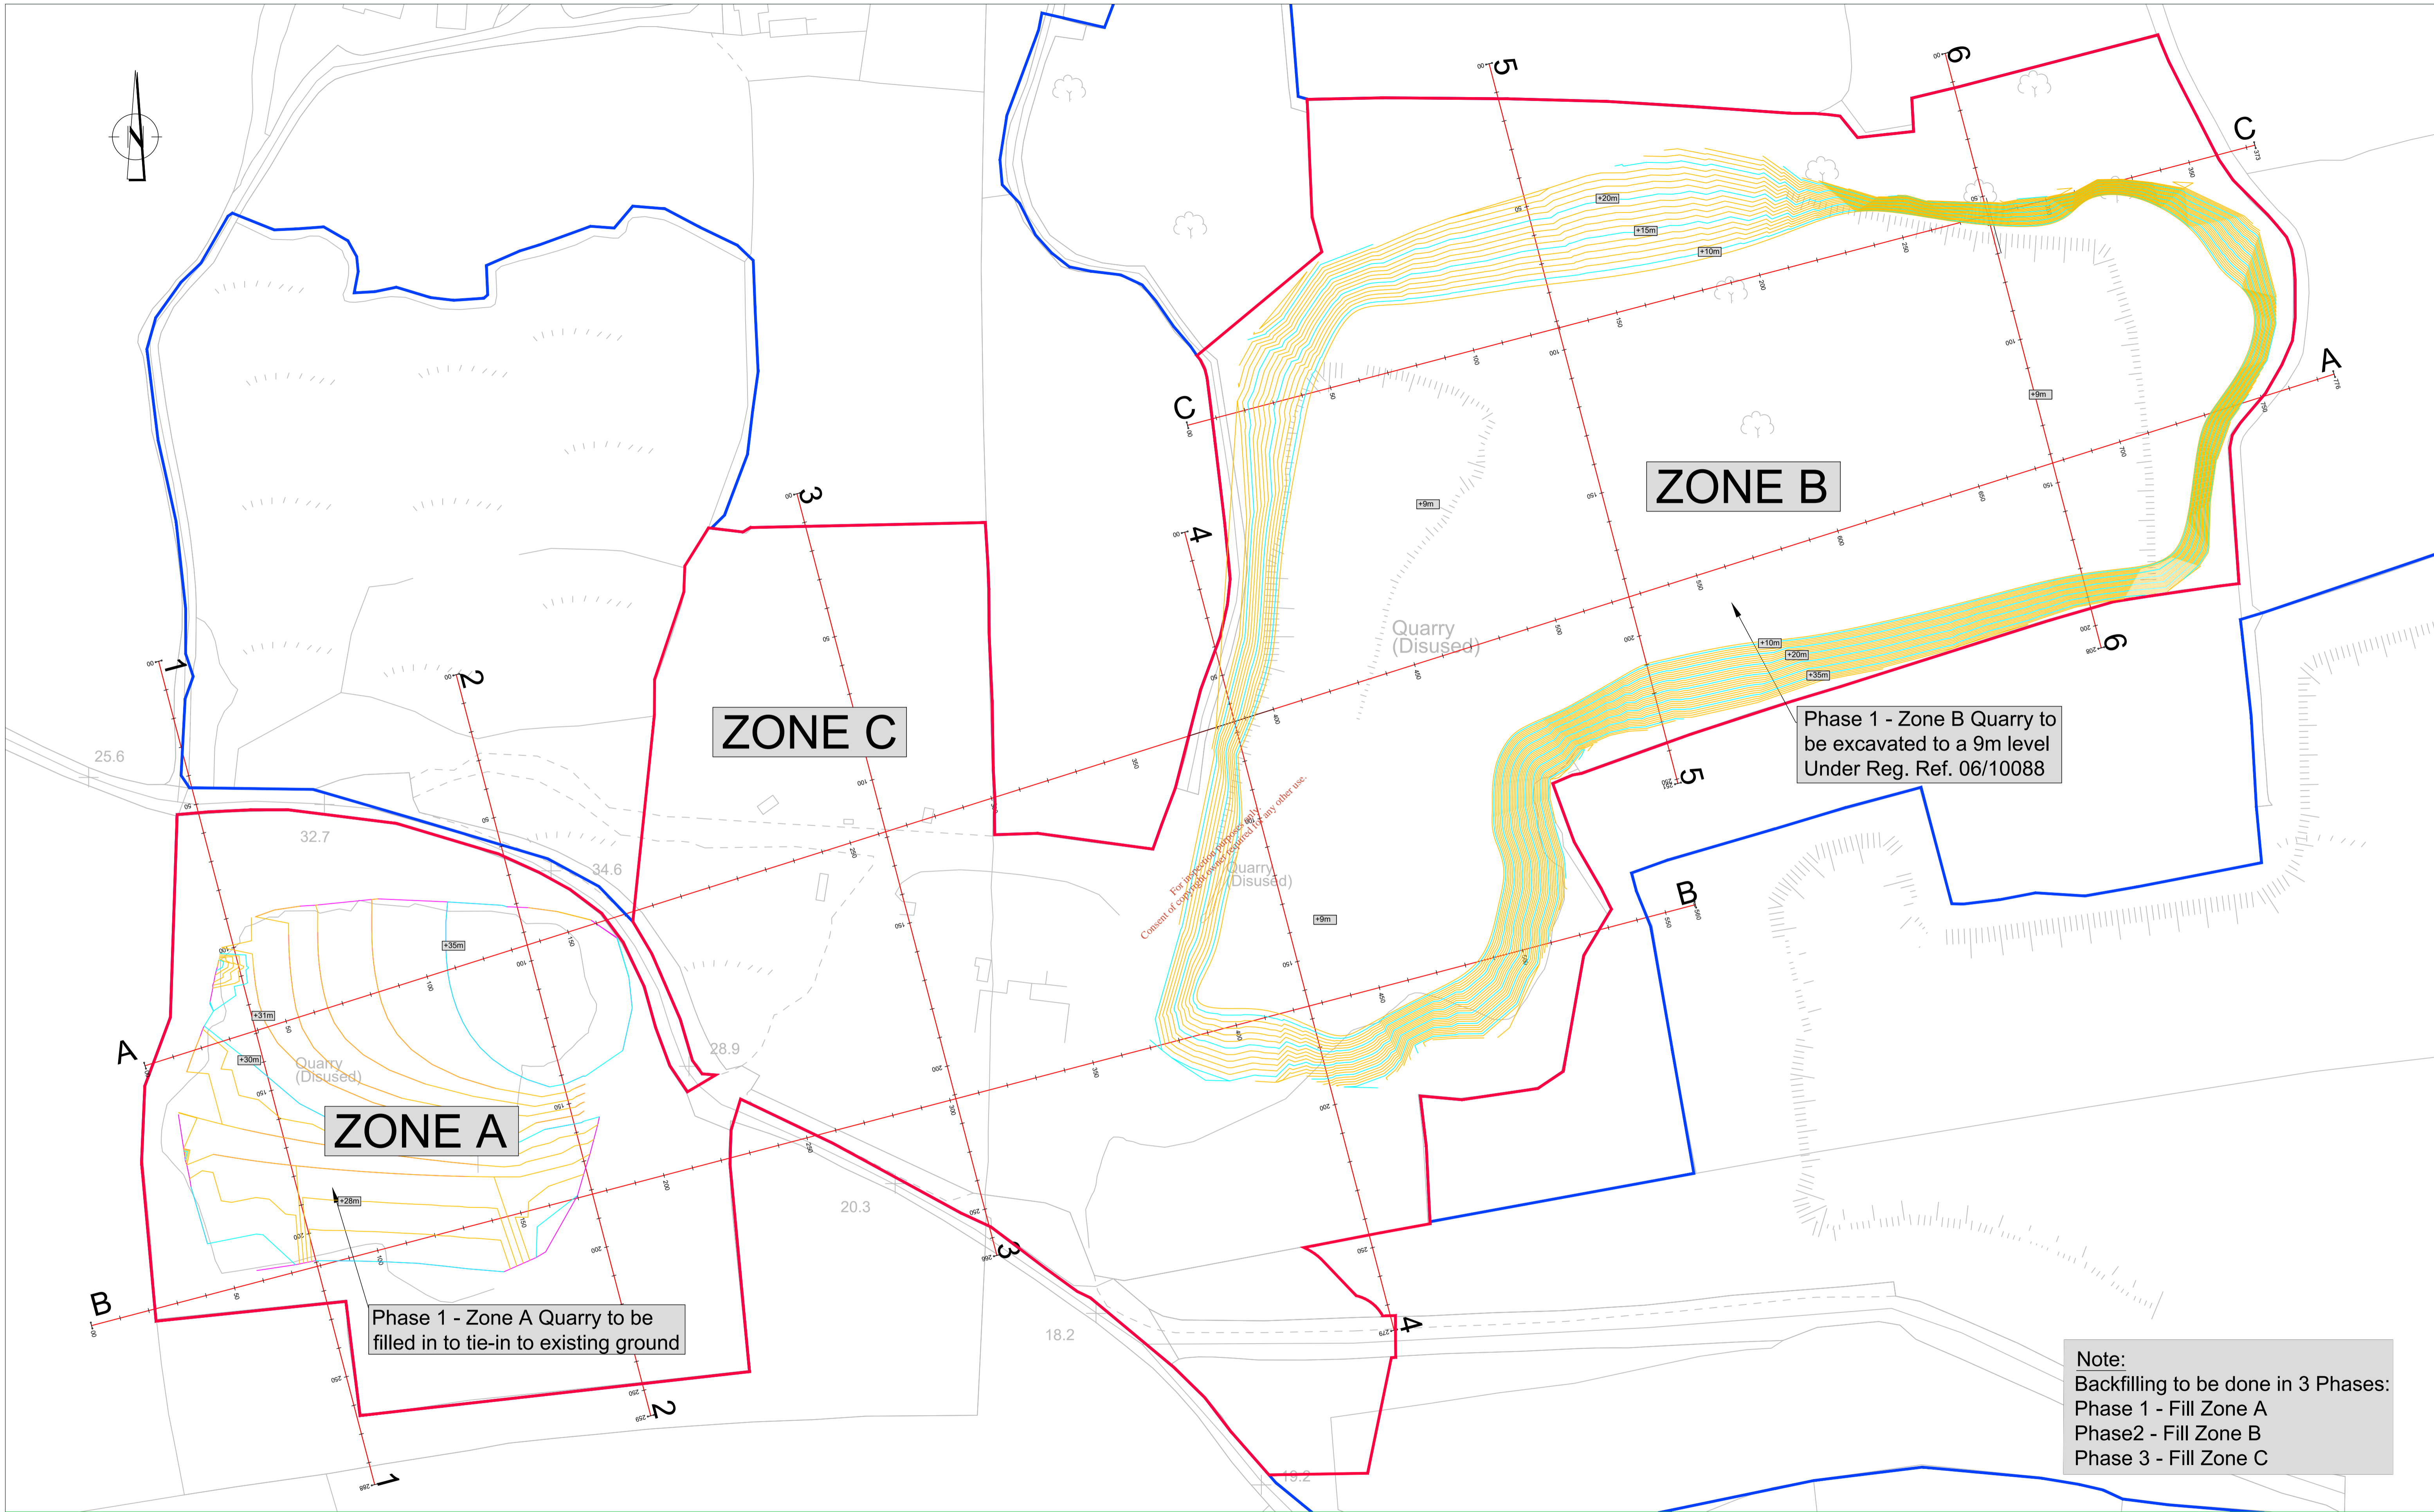 N
5
6
C
C
A
A
ZONE B
+20m
+15m
+10m
+9m
+9m
3
4
1
2
ZONE C
Quarry
(Disused)
+10m
+20m
+35m
6
5
25.6
32.7
34.6
Phase 1 - Zone B Quarry to
be excavated to a 9m level
Under Reg. Ref. 06/10088
For inspection purposes only.
Consent of copyright owner required for any other use.
Quarry
(Disused)
+9m
B
+35m
+31m
+30m
Quarry
(Disused)
28.9
ZONE A
+28m
20.3
3
B
Phase 1 - Zone A Quarry to be
filled in to tie-in to existing ground
18.2
4
2
1
19.2
Note:
Backfilling to be done in 3 Phases:
Phase 1 - Fill Zone A
Phase2 - Fill Zone B
Phase 3 - Fill Zone C